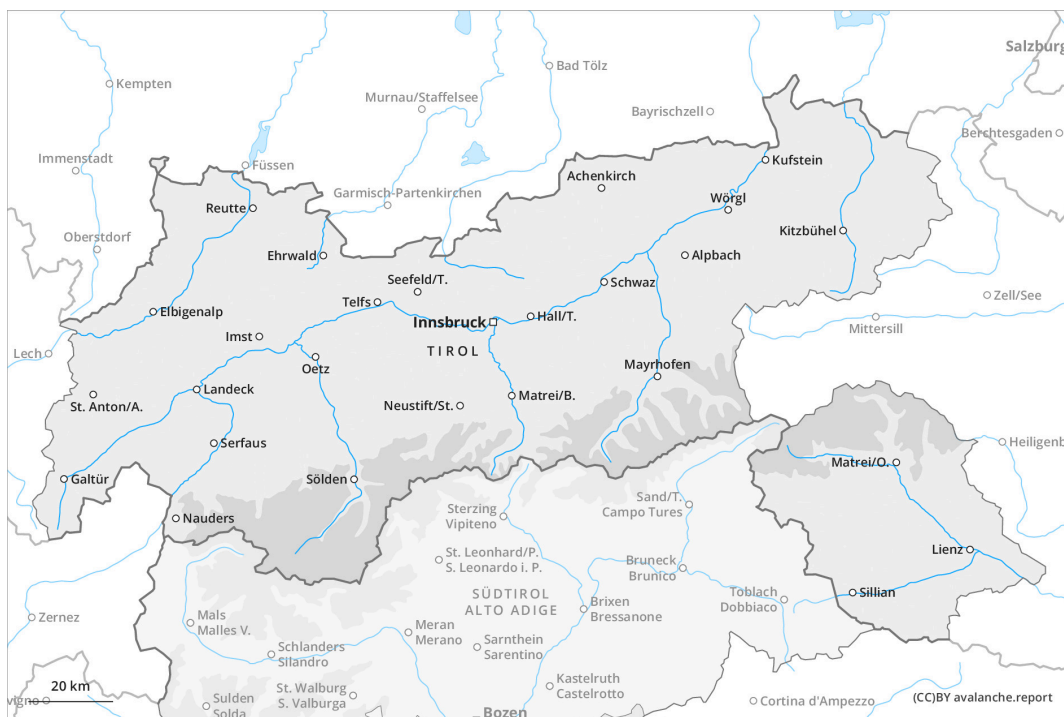 Salzburg
Bad Tölz
Kempten
Murnau/Staffelsee
Bayrischzell
Berchtesgaden
Immenstadt
Füssen
Kufstein
Achenkirch
Garmisch-Partenkirchen
Wörgl
Reutte
Kitzbühel
Oberstdorf
Ehrwald
Alpbach
Seefeld/T.
Schwaz
Zell/See
Telfs
Elbigenalp
Innsbruck
Hall/T.
Mittersill
Imst
Lech
TIROL
Oetz
Mayrhofen
Landeck
St. Anton/A.
Neustift/St.
Matrei/B.
Serfaus
Heiligenb
Matrei/O.
Galtür
Sölden
Sand/T.
Campo Tures
Nauders
Sterzing
Vipiteno
Lienz
St. Leonhard/P.
S. Leonardo i. P.
Bruneck
Brunico
SÜDTIROL
ALTO ADIGE
Sillian
Toblach
Dobbiaco
Brixen
Bressanone
Zernez
Mals
Malles V.
Meran
Merano
Sarnthein
Sarentino
Schlanders
Silandro
20 km
Kastelruth
Castelrotto
St. Walburg
S. Valburga
vigno
Sulden
Solda
Cortina d'Ampezzo
(CC)BY avalanche.report
Bozen